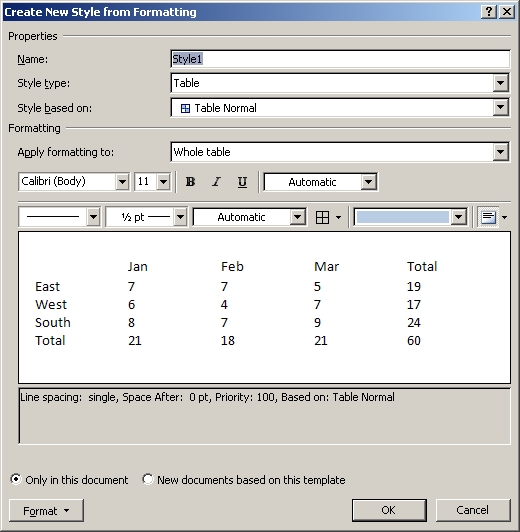 Create New Style from Formatting
Properties
Name: Style1
Style type: Table
Style based on: Table Normal
Formatting
Apply formatting to: Whole table
Calibri (Body) 11 B I U Automatic
½ pt Automatic
Jan Feb Mar Total
East 7 7 5 19
West 6 4 7 17
South 8 7 9 24
Total 21 18 21 60
Line spacing: single, Space After: 0 pt, Priority: 100, Based on: Table Normal
Only in this document New documents based on this template
Format OK Cancel